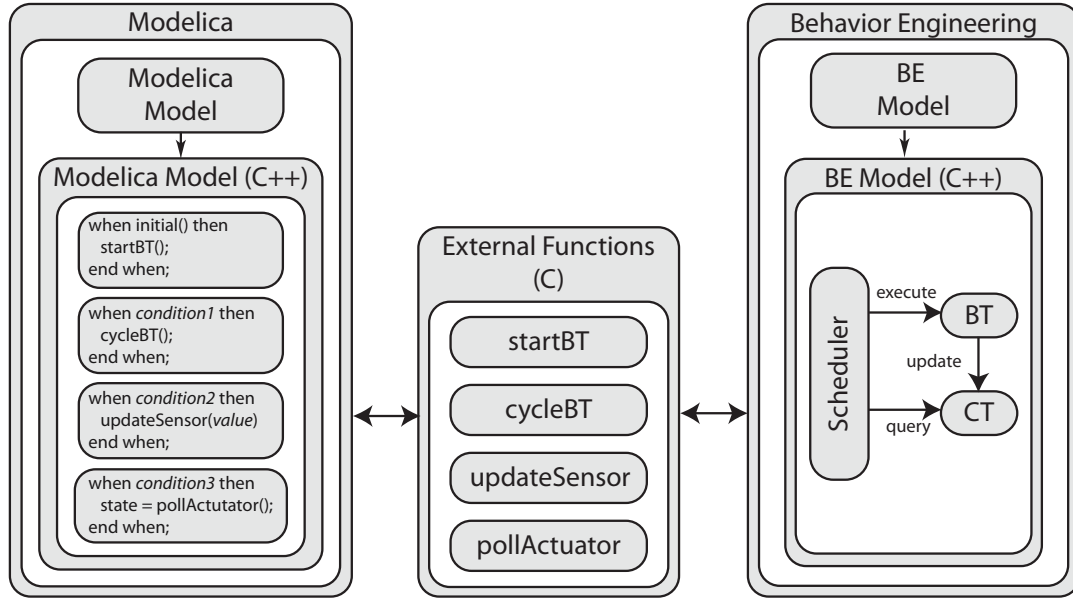 Modelica
Modelica
Model
Modelica Model (C++)
when initial() then
startBT();
end when;
when condition1 then
cycleBT();
end when;
when condition2 then
updateSensor(value)
end when;
when condition3 then
state = pollActutator();
end when;
External Functions
(C)
startBT
cycleBT
updateSensor
pollActuator
Behavior Engineering
BE
Model
BE Model (C++)
Scheduler
execute
BT
update
query
CT